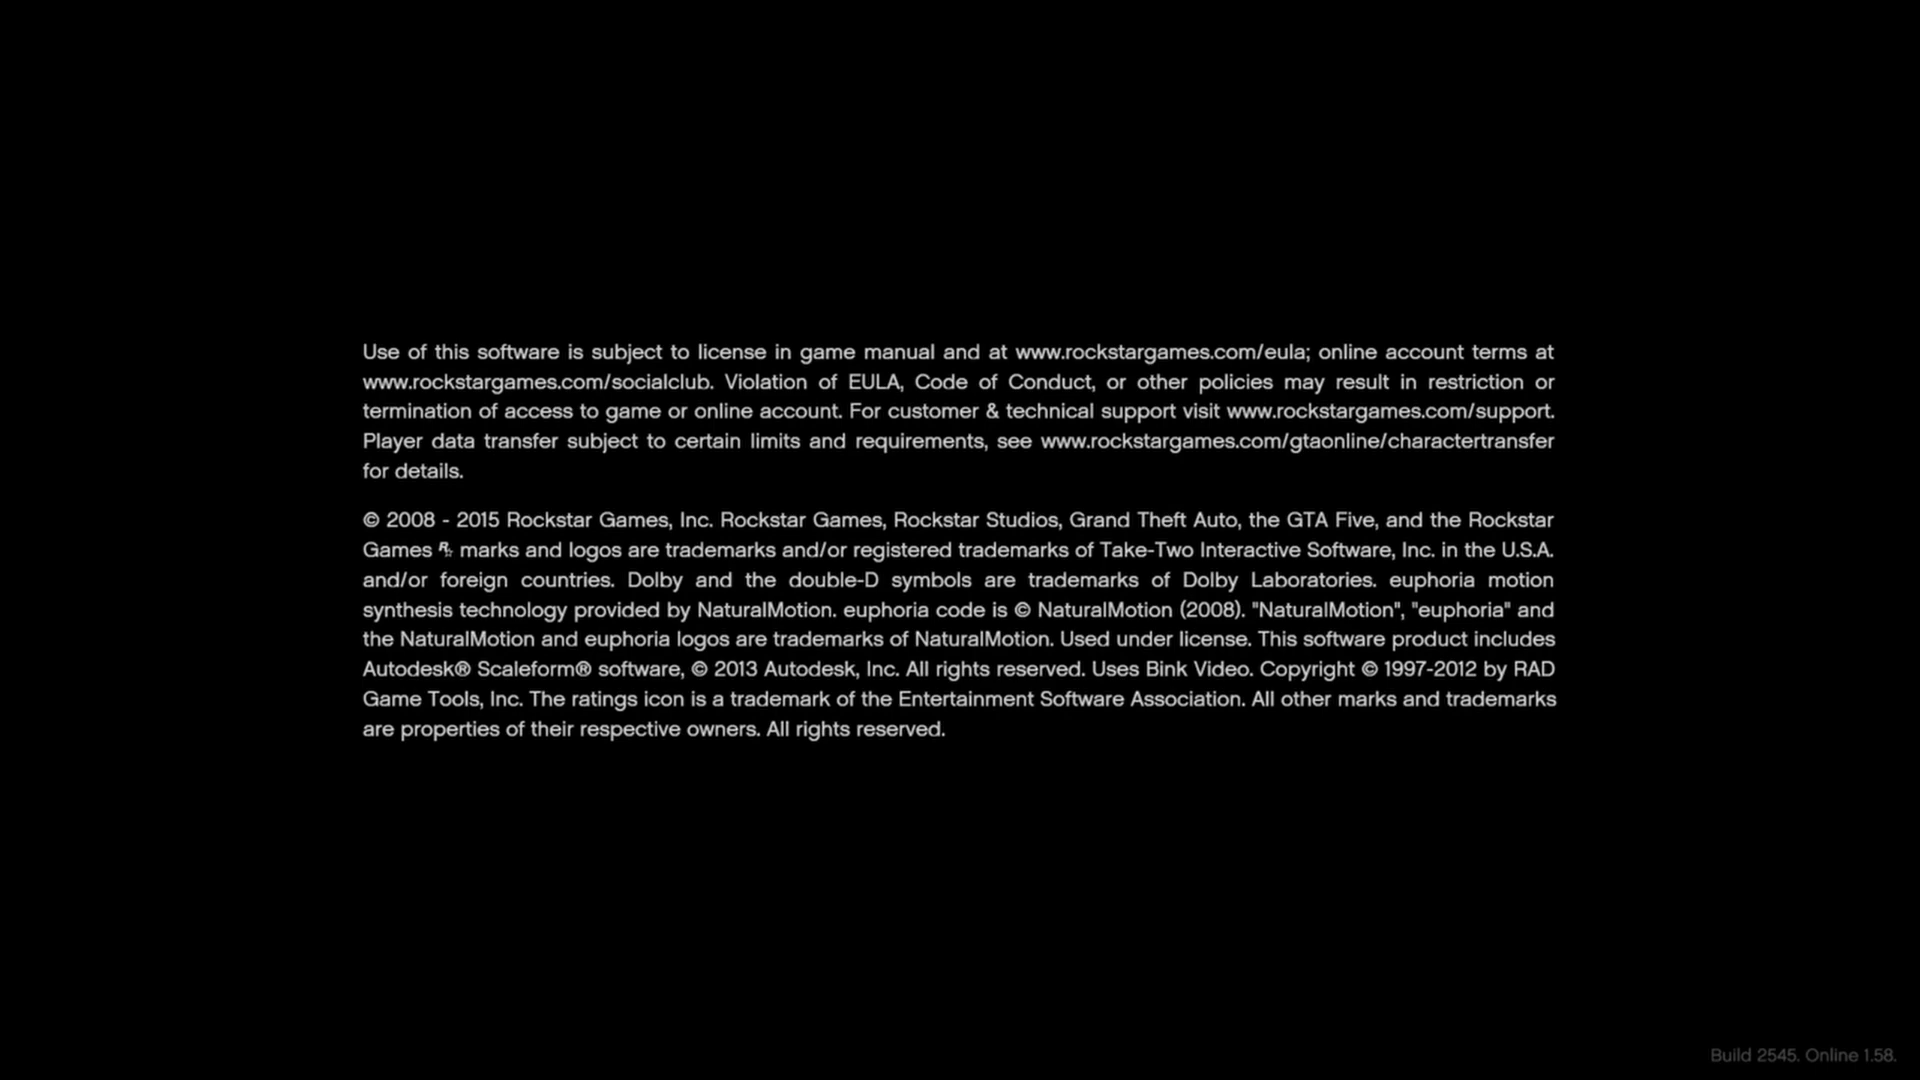 Use of this software is subject to license in game manual and at www.rockstargames.com/eula; online account terms at
www.rockstargames.com/socialclub. Violation of EULA, Code of Conduct, or other policies may result in restriction or
termination of access to game or online account. For customer & technical support visit www.rockstargames.com/support.
Player data transfer subject to certain limits and requirements, see www.rockstargames.com/gtaonline/charactertransfer
for details.
© 2008 - 2015 Rockstar Games, Inc. Rockstar Games, Rockstar Studios, Grand Theft Auto, the GTA Five, and the Rockstar
Games R* marks and logos are trademarks and/or registered trademarks of Take-Two Interactive Software, Inc. in the U.S.A.
and/or foreign countries. Dolby and the double-D symbols are trademarks of Dolby Laboratories. euphoria motion
synthesis technology provided by NaturalMotion. euphoria code is © NaturalMotion (2008). "NaturalMotion", "euphoria" and
the NaturalMotion and euphoria logos are trademarks of NaturalMotion. Used under license. This software product includes
Autodesk® Scaleform® software, © 2013 Autodesk, Inc. All rights reserved. Uses Bink Video. Copyright © 1997-2012 by RAD
Game Tools, Inc. The ratings icon is a trademark of the Entertainment Software Association. All other marks and trademarks
are properties of their respective owners. All rights reserved.
Build 2545. Online 1.58.